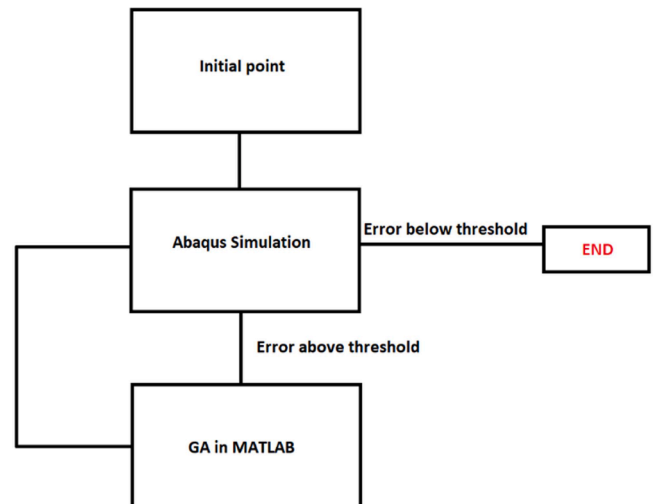 Initial point
Abaqus Simulation
Error below threshold
END
Error above threshold
GA in MATLAB